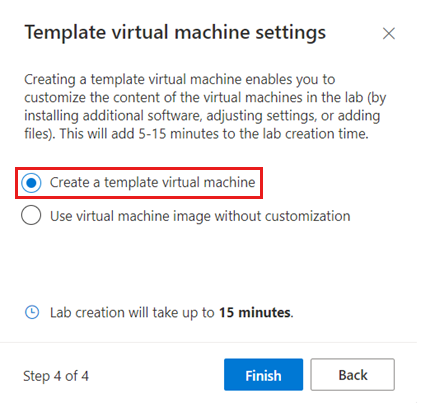 Template virtual machine settings
Creating a template virtual machine enables you to
customize the content of the virtual machines in the lab (by
installing additional software, adjusting settings, or adding
files). This will add 5-15 minutes to the lab creation time.
Create a template virtual machine
Use virtual machine image without customization
Lab creation will take up to 15 minutes.
Step 4 of 4
Finish
Back